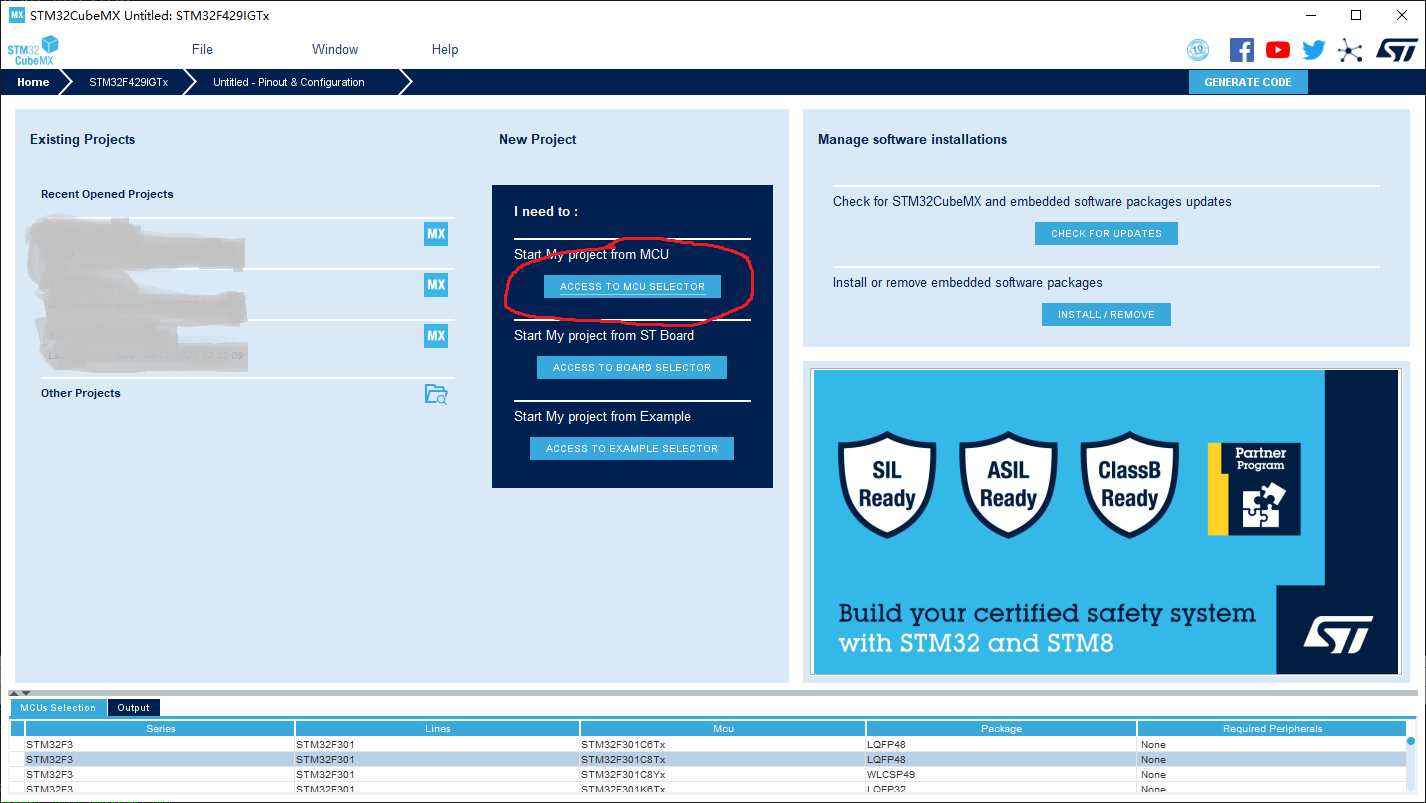 MX STM32CubeMX Untitled: STM32F429IGTx
STM32
CubeMX
File Window Help
10
ST
Home STM32F429IGTx Untitled - Pinout & Configuration GENERATE CODE
Existing Projects
Recent Opened Projects
MX
MX
MX
22:22:09
Other Projects
New Project
I need to :
Start My project from MCU
ACCESS TO MCU SELECTOR
Start My project from ST Board
ACCESS TO BOARD SELECTOR
Start My project from Example
ACCESS TO EXAMPLE SELECTOR
Manage software installations
Check for STM32CubeMX and embedded software packages updates
CHECK FOR UPDATES
Install or remove embedded software packages
INSTALL / REMOVE
SIL
Ready
ASIL
Ready
ClassB
Ready
Partner
Program
Build your certified safety system
with STM32 and STM8
ST
MCUs Selection Output
Series Lines Mcu Package Required Peripherals
STM32F3 STM32F301 STM32F301C6Tx LQFP48 None
STM32F3 STM32F301 STM32F301C8Tx LQFP48 None
STM32F3 STM32F301 STM32F301C8Yx WLCSP49 None
STM32F3 STM32F301 STM32F301K6Tx LQFP32 None